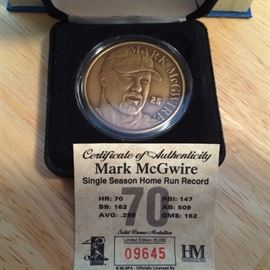 MARK McGWIRE
25
Certificate of Authenticity
Mark McGwire
Single Season Home Run Record
HR: 70
RBI: 147
BB: 162
AB: 509
AVG: .299
GMS: 162
70
Solid Bronze Medallion
Limited Edition 25,000
09645
HM